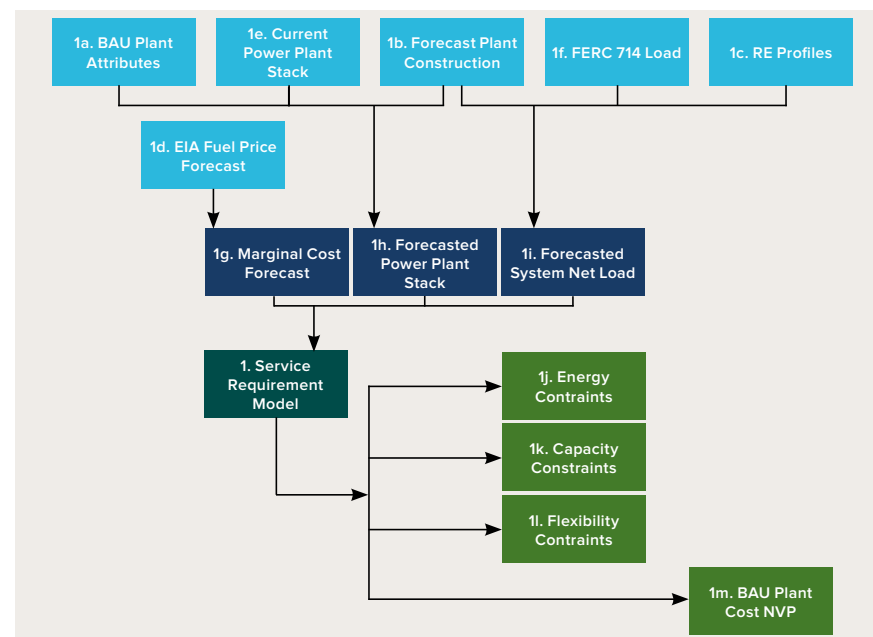 1a. BAU Plant
Attributes
1e. Current
Power Plant
Stack
1b. Forecast Plant
Construction
1f. FERC 714 Load
1c. RE Profiles
1d. EIA Fuel Price
Forecast
1g. Marginal Cost
Forecast
1h. Forecasted
Power Plant
Stack
1i. Forecasted
System Net Load
1. Service
Requirement
Model
1j. Energy
Contraints
1k. Capacity
Constraints
1l. Flexibility
Contraints
1m. BAU Plant
Cost NVP